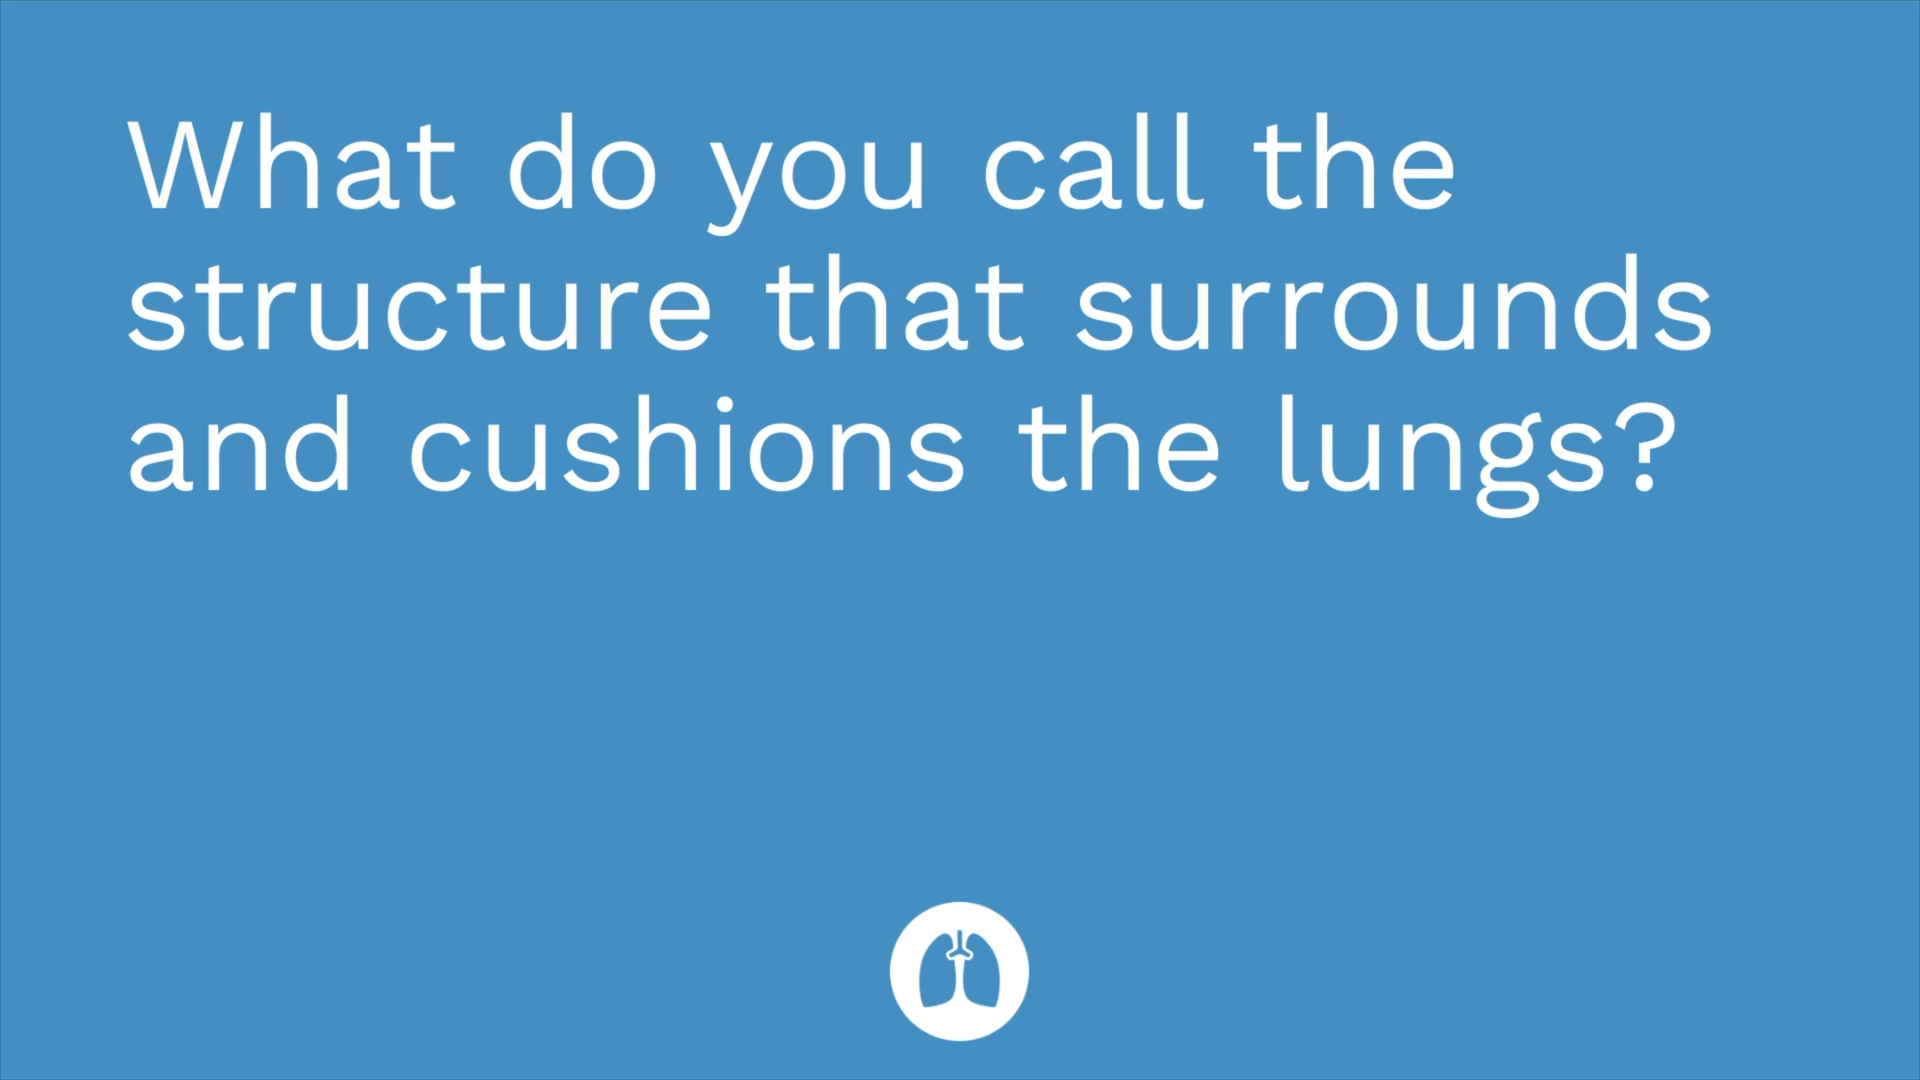 What do you call the
structure that surrounds
and cushions the lungs?